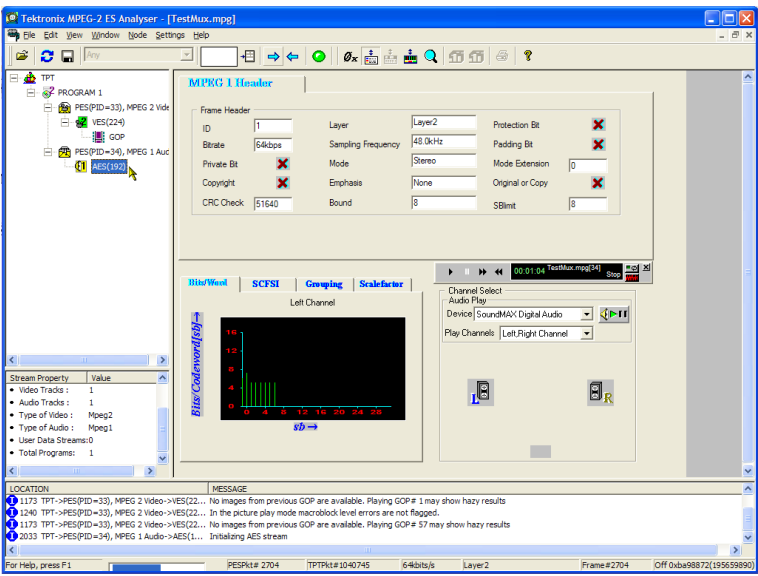 Tektronix MPEG-2 ES Analyser - [TestMux.mpg]
File Edit View Window Node Settings Help
Any
TPT
PROGRAM 1
PES(PID=33), MPEG 2 Vide
VES(224)
GOP
PES(PID=34), MPEG 1 Aud
AES(192)
MPEG 1 Header
Frame Header
ID 1 Layer Layer2 Protection Bit
Bitrate 64kbps Sampling Frequency 48.0kHz Padding Bit
Private Bit Mode Stereo Mode Extension 0
Copyright Emphasis None Original or Copy
CRC Check 51640 Bound 8 SBlimit 8
00:01:04 TestMux.mpg[34] Stop
Bits/Word SCFSI Grouping Scalefactor
Left Channel
Bits/Codeword[sb]→
16
12
8
4
0
0 4 8 12 16 20 24 28
sb→
Channel Select
Audio Play
Device SoundMAX Digital Audio
Play Channels Left,Right Channel
L R
Stream Property Value
Video Tracks : 1
Audio Tracks : 1
Type of Video : Mpeg2
Type of Audio : Mpeg1
User Data Streams:0
Total Programs: 1
LOCATION MESSAGE
1173 TPT->PES(PID=33), MPEG 2 Video->VES(22... No images from previous GOP are available. Playing GOP# 1 may show hazy results
1240 TPT->PES(PID=33), MPEG 2 Video->VES(22... In the picture play mode macroblock level errors are not flagged.
1173 TPT->PES(PID=33), MPEG 2 Video->VES(22... No images from previous GOP are available. Playing GOP# 57 may show hazy results
2033 TPT->PES(PID=34), MPEG 1 Audio->AES(1... Initializing AES stream
For Help, press F1 PESPkt# 2704 TPTPkt#1040745 64kbits/s Layer2 Frame#2704 Off 0xba98872(195659890)